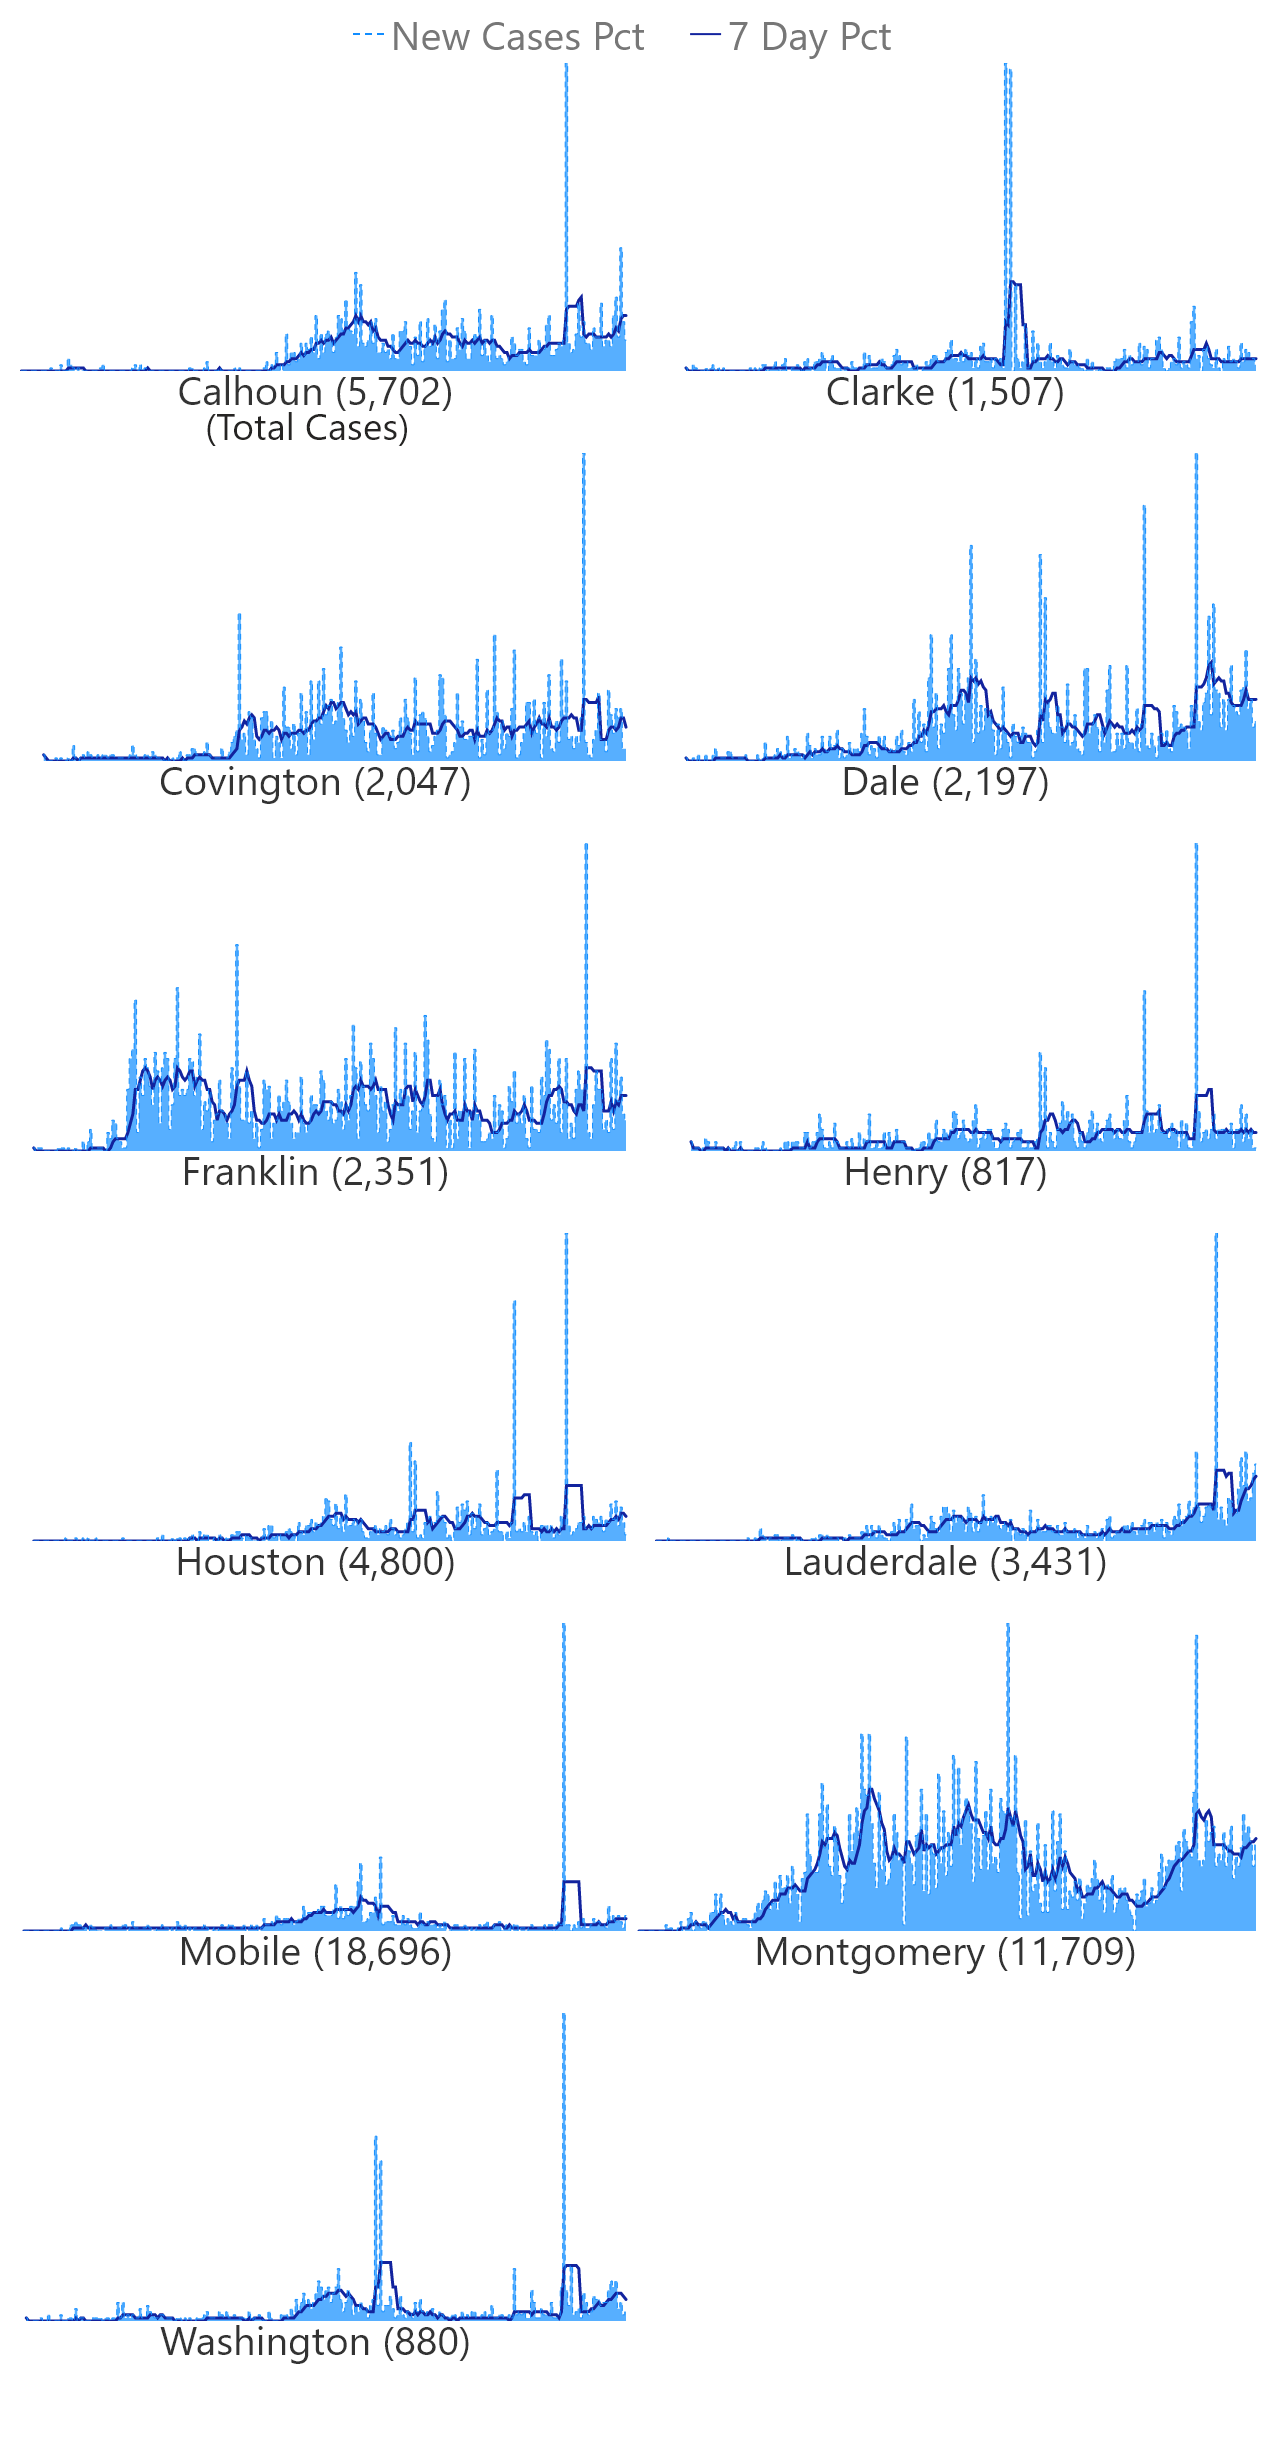 New Cases Pct 7 Day Pct
Calhoun (5,702) Clarke (1,507)
(Total Cases)
Covington (2,047) Dale (2,197)
Franklin (2,351) Henry (817)
Houston (4,800) Lauderdale (3,431)
Mobile (18,696) Montgomery (11,709)
Washington (880)